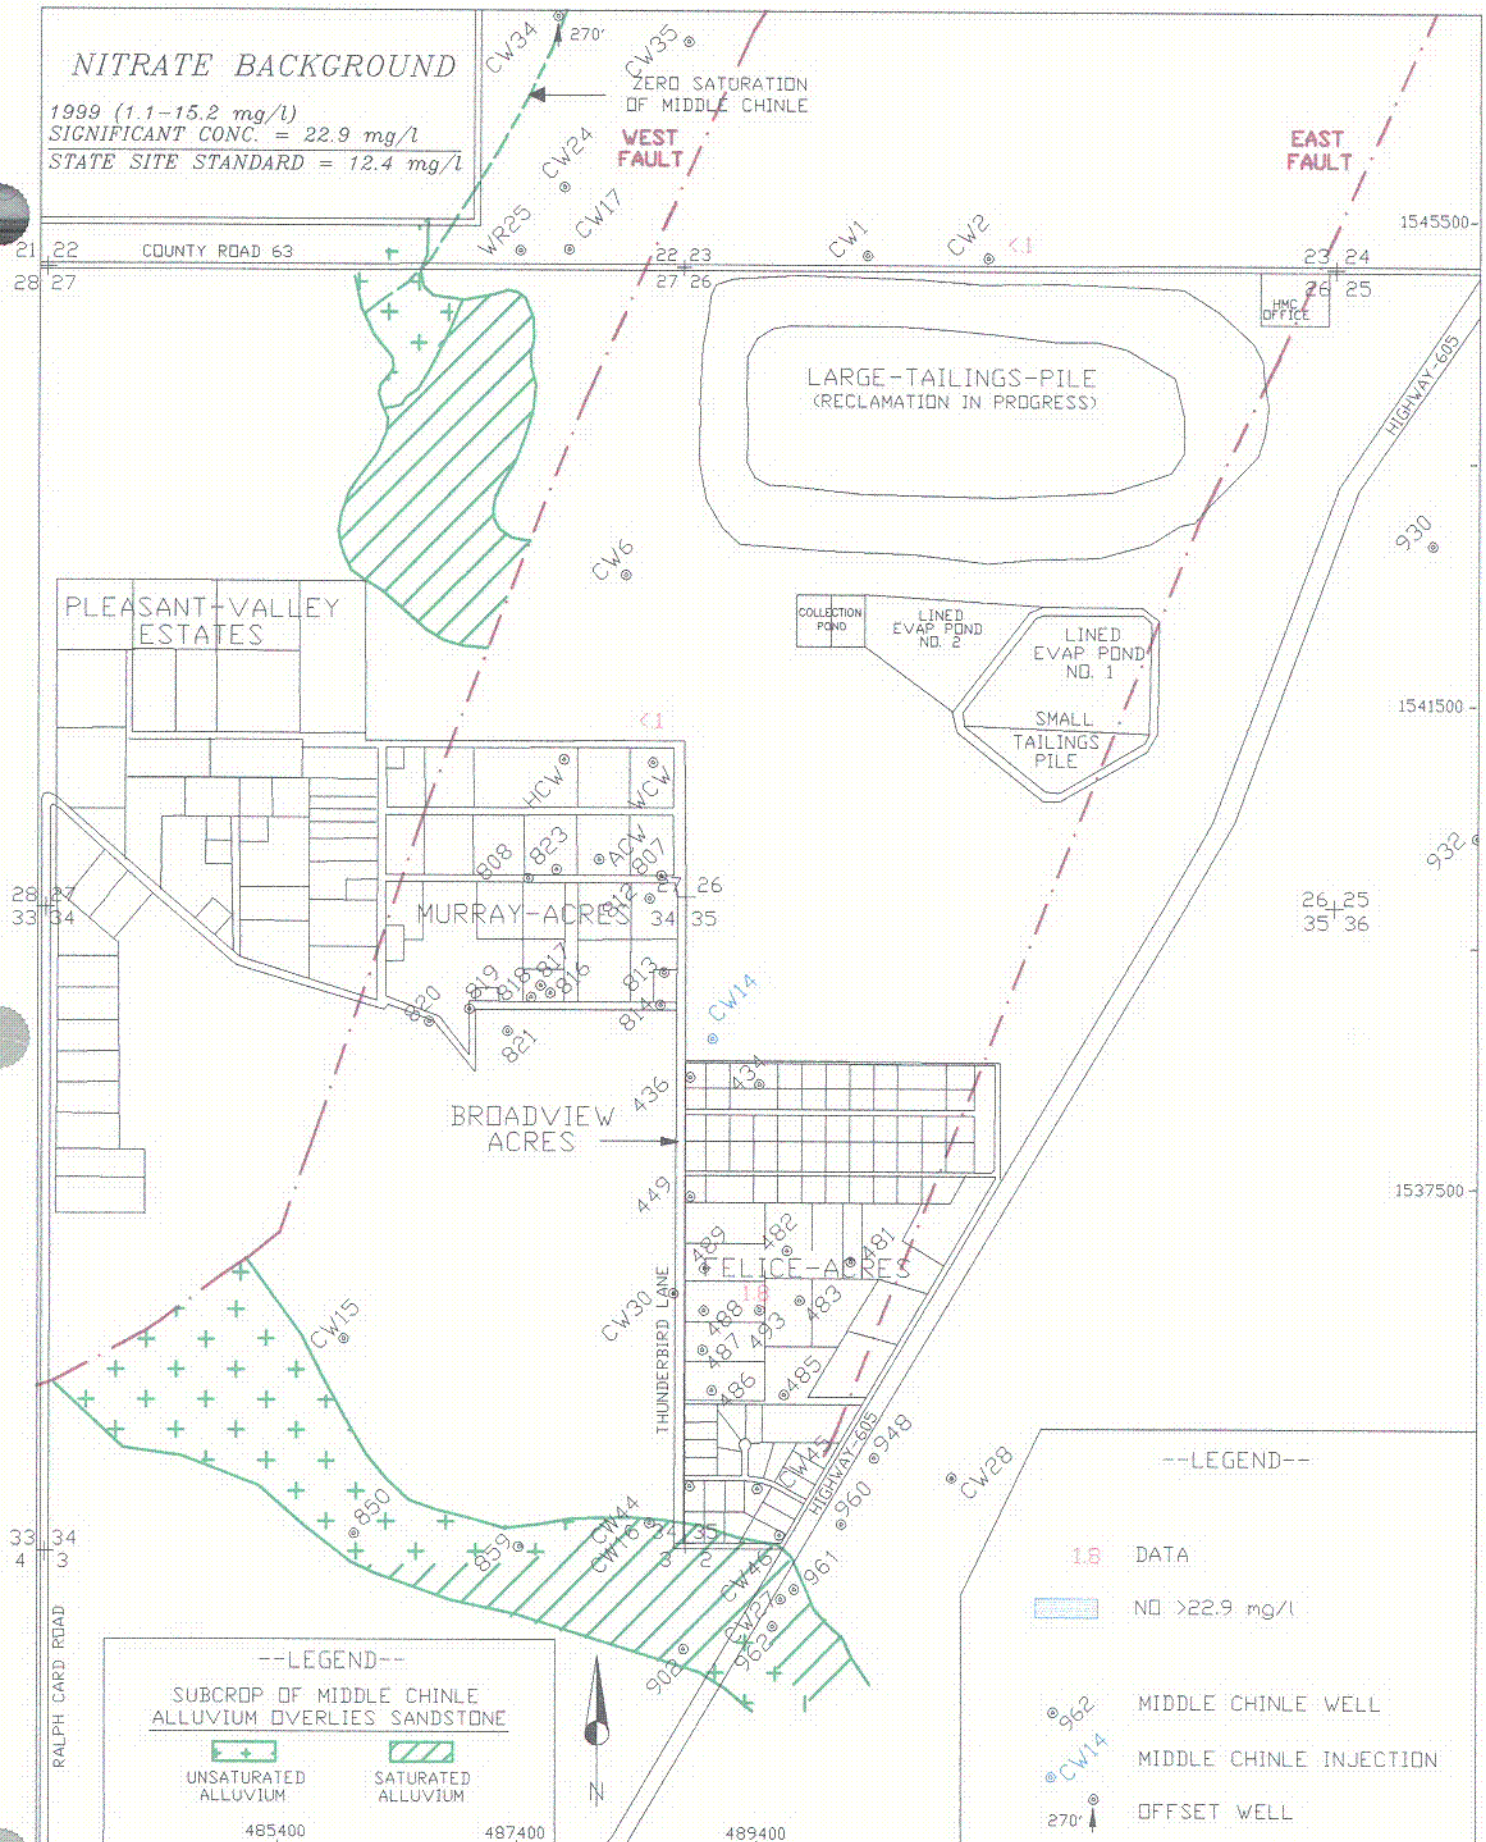 NITRATE BACKGROUND
1999 (1.1-15.2 mg/l)
SIGNIFICANT CONC. = 22.9 mg/l
STATE SITE STANDARD = 12.4 mg/l
CW34
270'
CW35
ZERO SATURATION
OF MIDDLE CHINLE
WEST
FAULT
EAST
FAULT
CW24
WR25
CW17
CW1
CW2
<.1
1545500
21 22
28 27
COUNTY ROAD 63
22 23
27 26
23 24
26 25
HMC
OFFICE
HIGHWAY-605
LARGE-TAILINGS-PILE
(RECLAMATION IN PROGRESS)
930
CW6
PLEASANT-VALLEY
ESTATES
COLLECTION
POND
LINED
EVAP POND
NO. 2
LINED
EVAP POND
NO. 1
SMALL
TAILINGS
PILE
1541500
<.1
HCW
WCW
808
823
ACW
807
932
28 27
33 34
27 26
34 35
812
MURRAY-ACRES
26 25
35 36
820
819
818
817
816
813
814
821
CW14
436
434
BROADVIEW
ACRES
449
1537500
489
482
481
FELICE-ACRES
THUNDERBIRD LANE
CW30
1.8
488
493
483
487
486
485
CW15
CW45
HIGHWAY-605
948
960
CW28
33 34
4 3
850
859
CW44
CW16
34 35
3 2
CW46
961
CW27
962
902
RALPH CARD ROAD
--LEGEND--
SUBCROP OF MIDDLE CHINLE
ALLUVIUM OVERLIES SANDSTONE
UNSATURATED
ALLUVIUM
SATURATED
ALLUVIUM
N
485400
487400
489400
--LEGEND--
1.8 DATA
NO >22.9 mg/l
962 MIDDLE CHINLE WELL
CW14 MIDDLE CHINLE INJECTION
270' OFFSET WELL